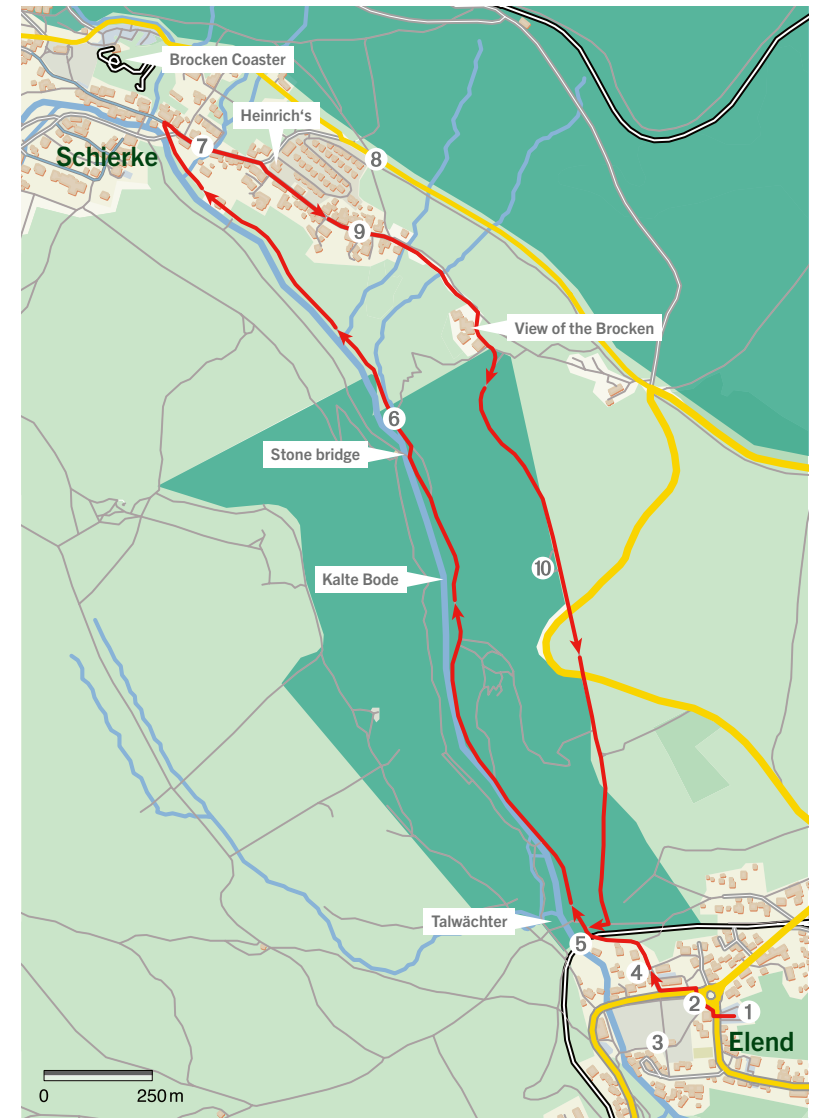 Brocken Coaster
Heinrich‘s
7
8
Schierke
9
View of the Brocken
6
Stone bridge
10
Kalte Bode
Talwächter
5
4
2
1
3
Elend
0
250 m